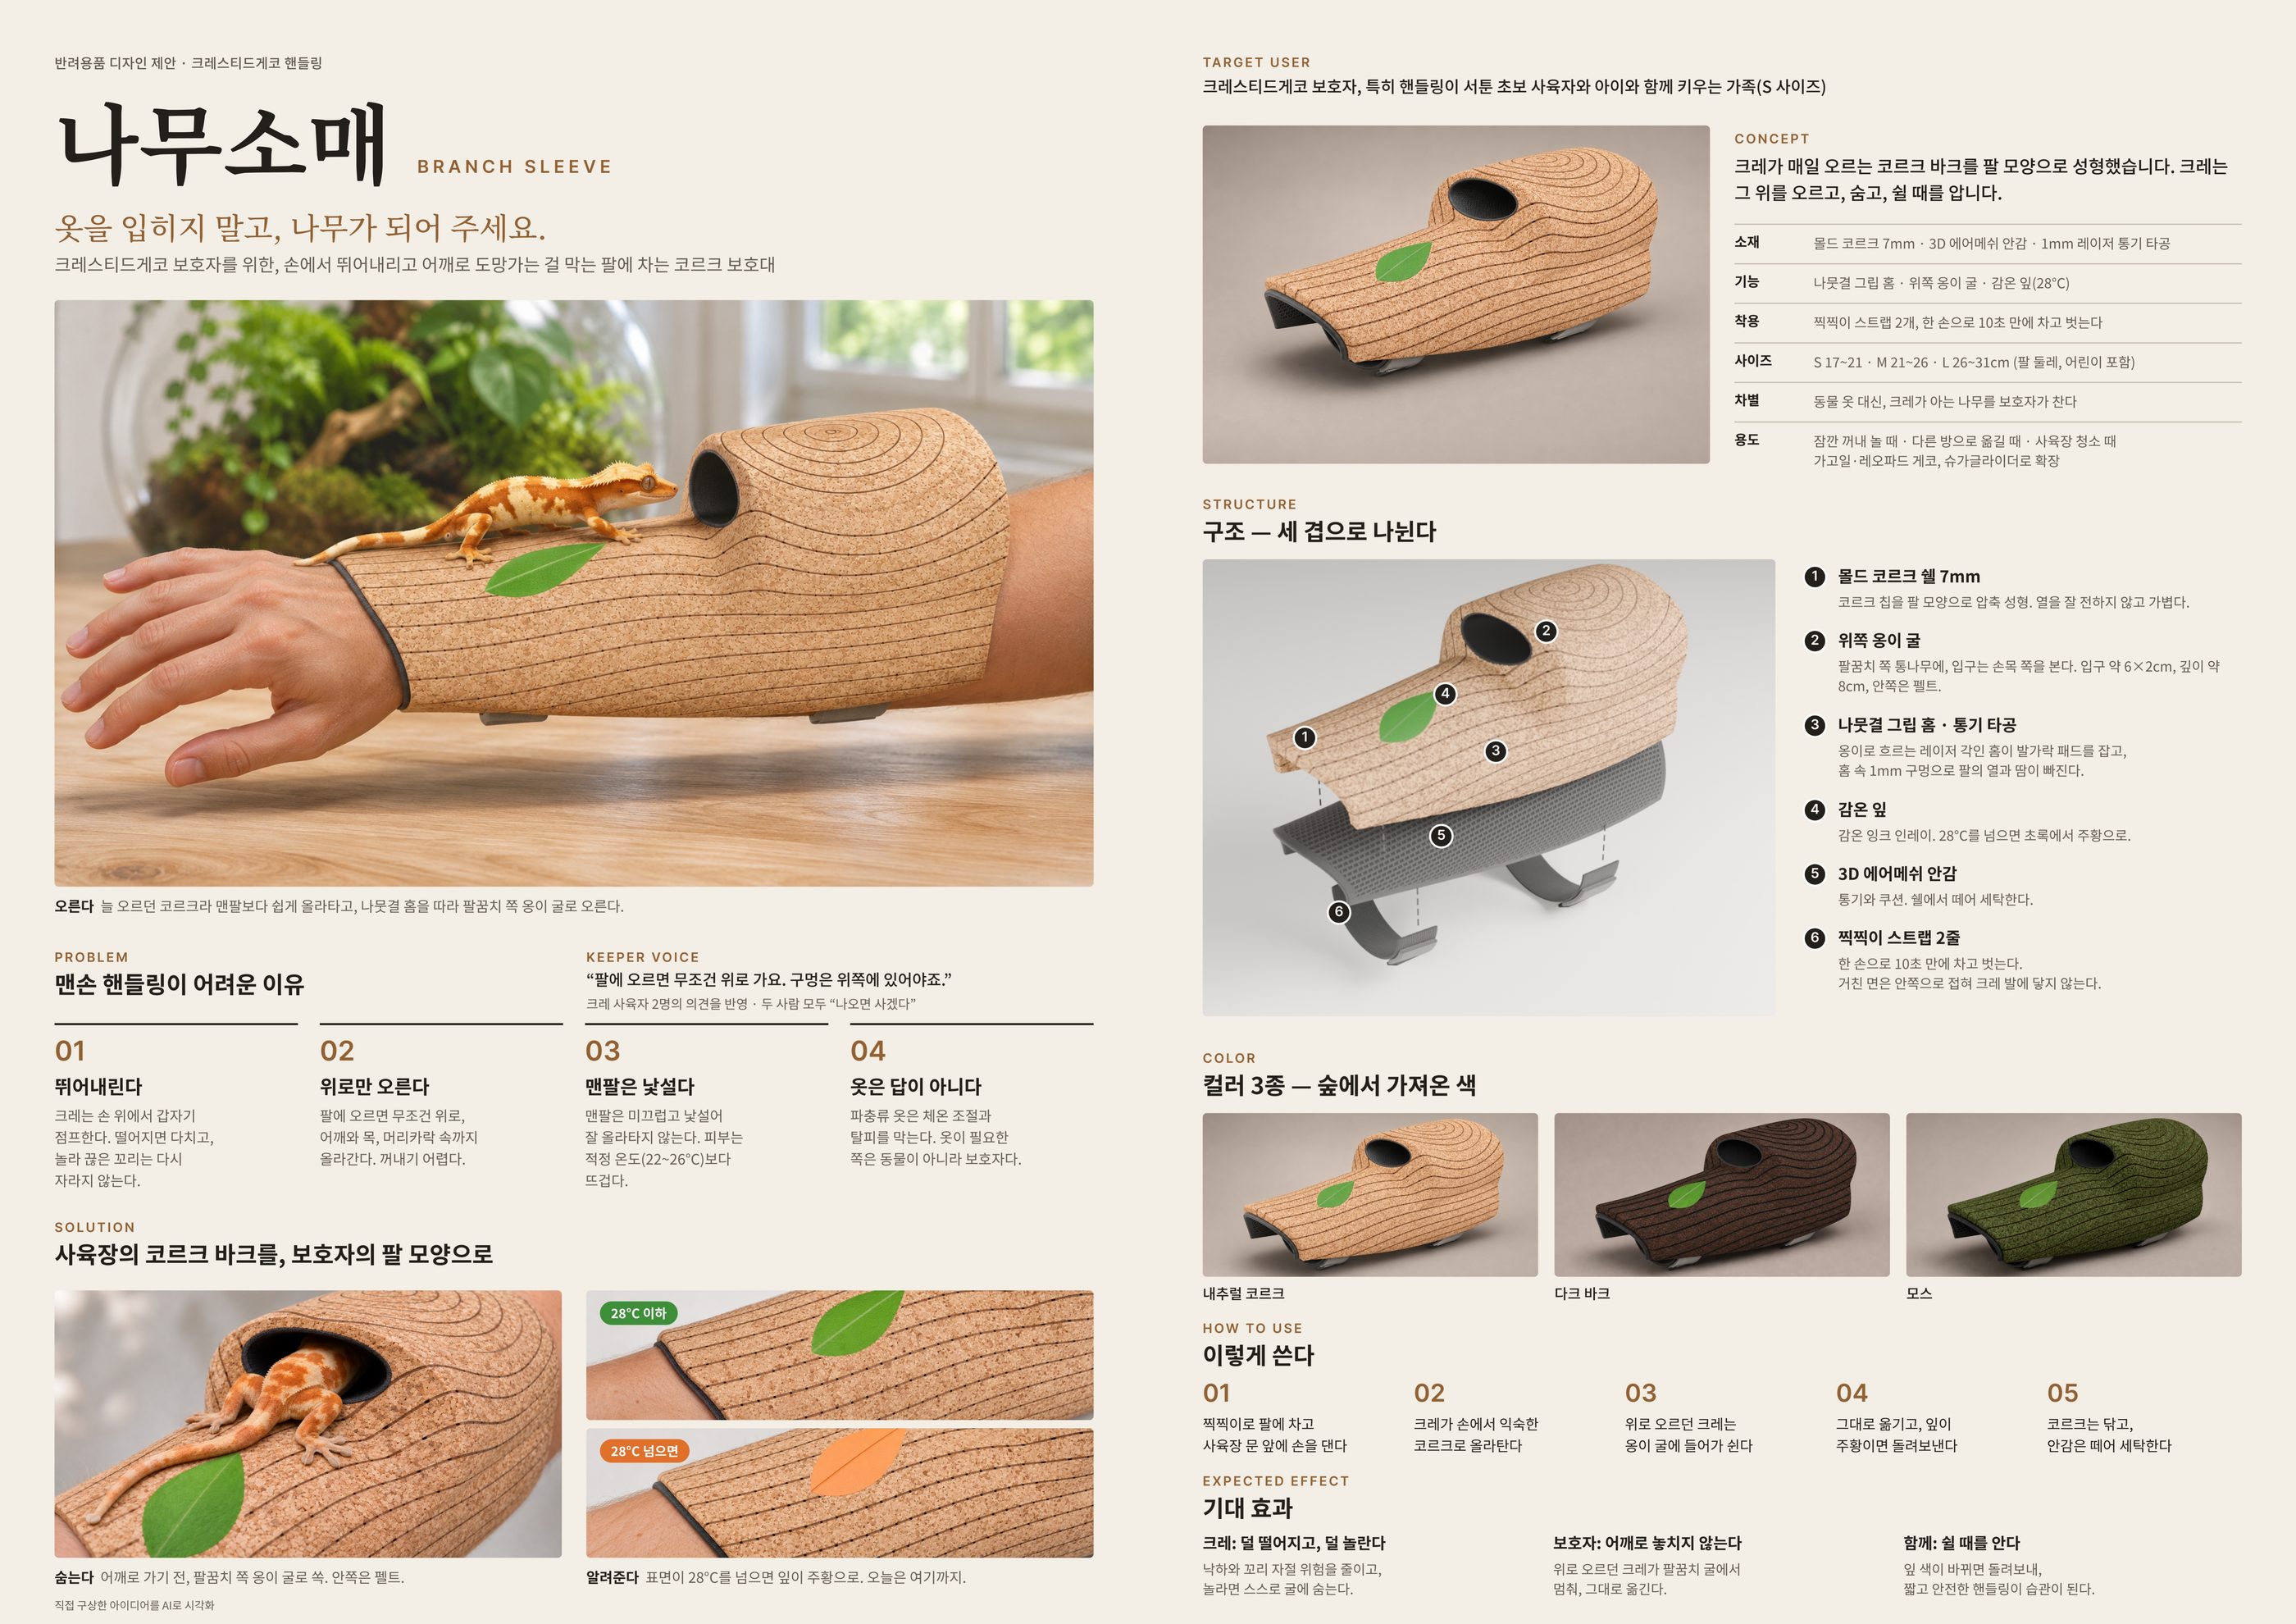 반려용품 디자인 제안 · 크레스티드게코 핸들링
나무소매 BRANCH SLEEVE
옷을 입히지 말고, 나무가 되어 주세요.
크레스티드게코 보호자를 위한, 손에서 뛰어내리고 어깨로 도망가는 걸 막는 팔에 차는 코르크 보호대
오른다 늘 오르던 코르크라 맨팔보다 쉽게 올라타고, 나뭇결 홈을 따라 팔꿈치 쪽 옹이 굴로 오른다.
PROBLEM
맨손 핸들링이 어려운 이유
KEEPER VOICE
“팔에 오르면 무조건 위로 가요. 구멍은 위쪽에 있어야죠.”
크레 사육자 2명의 의견을 반영 · 두 사람 모두 “나오면 사겠다”
01
뛰어내린다
크레는 손 위에서 갑자기
점프한다. 떨어지면 다치고,
놀라 끊은 꼬리는 다시
자라지 않는다.
02
위로만 오른다
팔에 오르면 무조건 위로,
어깨와 목, 머리카락 속까지
올라간다. 꺼내기 어렵다.
03
맨팔은 낯설다
맨팔은 미끄럽고 낯설어
잘 올라타지 않는다. 피부는
적정 온도(22~26°C)보다
뜨겁다.
04
옷은 답이 아니다
파충류 옷은 체온 조절과
탈피를 막는다. 옷이 필요한
쪽은 동물이 아니라 보호자다.
SOLUTION
사육장의 코르크 바크를, 보호자의 팔 모양으로
28°C 이하
28°C 넘으면
숨는다 어깨로 가기 전, 팔꿈치 쪽 옹이 굴로 쏙. 안쪽은 펠트.
알려준다 표면이 28°C를 넘으면 잎이 주황으로. 오늘은 여기까지.
직접 구상한 아이디어를 AI로 시각화
TARGET USER
크레스티드게코 보호자, 특히 핸들링이 서툰 초보 사육자와 아이와 함께 키우는 가족(S 사이즈)
CONCEPT
크레가 매일 오르는 코르크 바크를 팔 모양으로 성형했습니다. 크레는
그 위를 오르고, 숨고, 쉴 때를 압니다.
소재 몰드 코르크 7mm · 3D 에어메쉬 안감 · 1mm 레이저 통기 타공
기능 나뭇결 그립 홈 · 위쪽 옹이 굴 · 감온 잎(28°C)
착용 찍찍이 스트랩 2개, 한 손으로 10초 만에 차고 벗는다
사이즈 S 17~21 · M 21~26 · L 26~31cm (팔 둘레, 어린이 포함)
차별 동물 옷 대신, 크레가 아는 나무를 보호자가 찬다
용도 잠깐 꺼내 놀 때 · 다른 방으로 옮길 때 · 사육장 청소 때
가고일·레오파드 게코, 슈가글라이더로 확장
STRUCTURE
구조 — 세 겹으로 나뉜다
1
2
3
4
5
6
1 몰드 코르크 쉘 7mm
코르크 칩을 팔 모양으로 압축 성형. 열을 잘 전하지 않고 가볍다.
2 위쪽 옹이 굴
팔꿈치 쪽 통나무에, 입구는 손목 쪽을 본다. 입구 약 6×2cm, 깊이 약
8cm, 안쪽은 펠트.
3 나뭇결 그립 홈 · 통기 타공
옹이로 흐르는 레이저 각인 홈이 발가락 패드를 잡고,
홈 속 1mm 구멍으로 팔의 열과 땀이 빠진다.
4 감온 잎
감온 잉크 인레이. 28°C를 넘으면 초록에서 주황으로.
5 3D 에어메쉬 안감
통기와 쿠션. 쉘에서 떼어 세탁한다.
6 찍찍이 스트랩 2줄
한 손으로 10초 만에 차고 벗는다.
거친 면은 안쪽으로 접혀 크레 발에 닿지 않는다.
COLOR
컬러 3종 — 숲에서 가져온 색
내추럴 코르크
다크 바크
모스
HOW TO USE
이렇게 쓴다
01
찍찍이로 팔에 차고
사육장 문 앞에 손을 댄다
02
크레가 손에서 익숙한
코르크로 올라탄다
03
위로 오르던 크레는
옹이 굴에 들어가 쉰다
04
그대로 옮기고, 잎이
주황이면 돌려보낸다
05
코르크는 닦고,
안감은 떼어 세탁한다
EXPECTED EFFECT
기대 효과
크레: 덜 떨어지고, 덜 놀란다
낙하와 꼬리 자절 위험을 줄이고,
놀라면 스스로 굴에 숨는다.
보호자: 어깨로 놓치지 않는다
위로 오르던 크레가 팔꿈치 굴에서
멈춰, 그대로 옮긴다.
함께: 쉴 때를 안다
잎 색이 바뀌면 돌려보내,
짧고 안전한 핸들링이 습관이 된다.